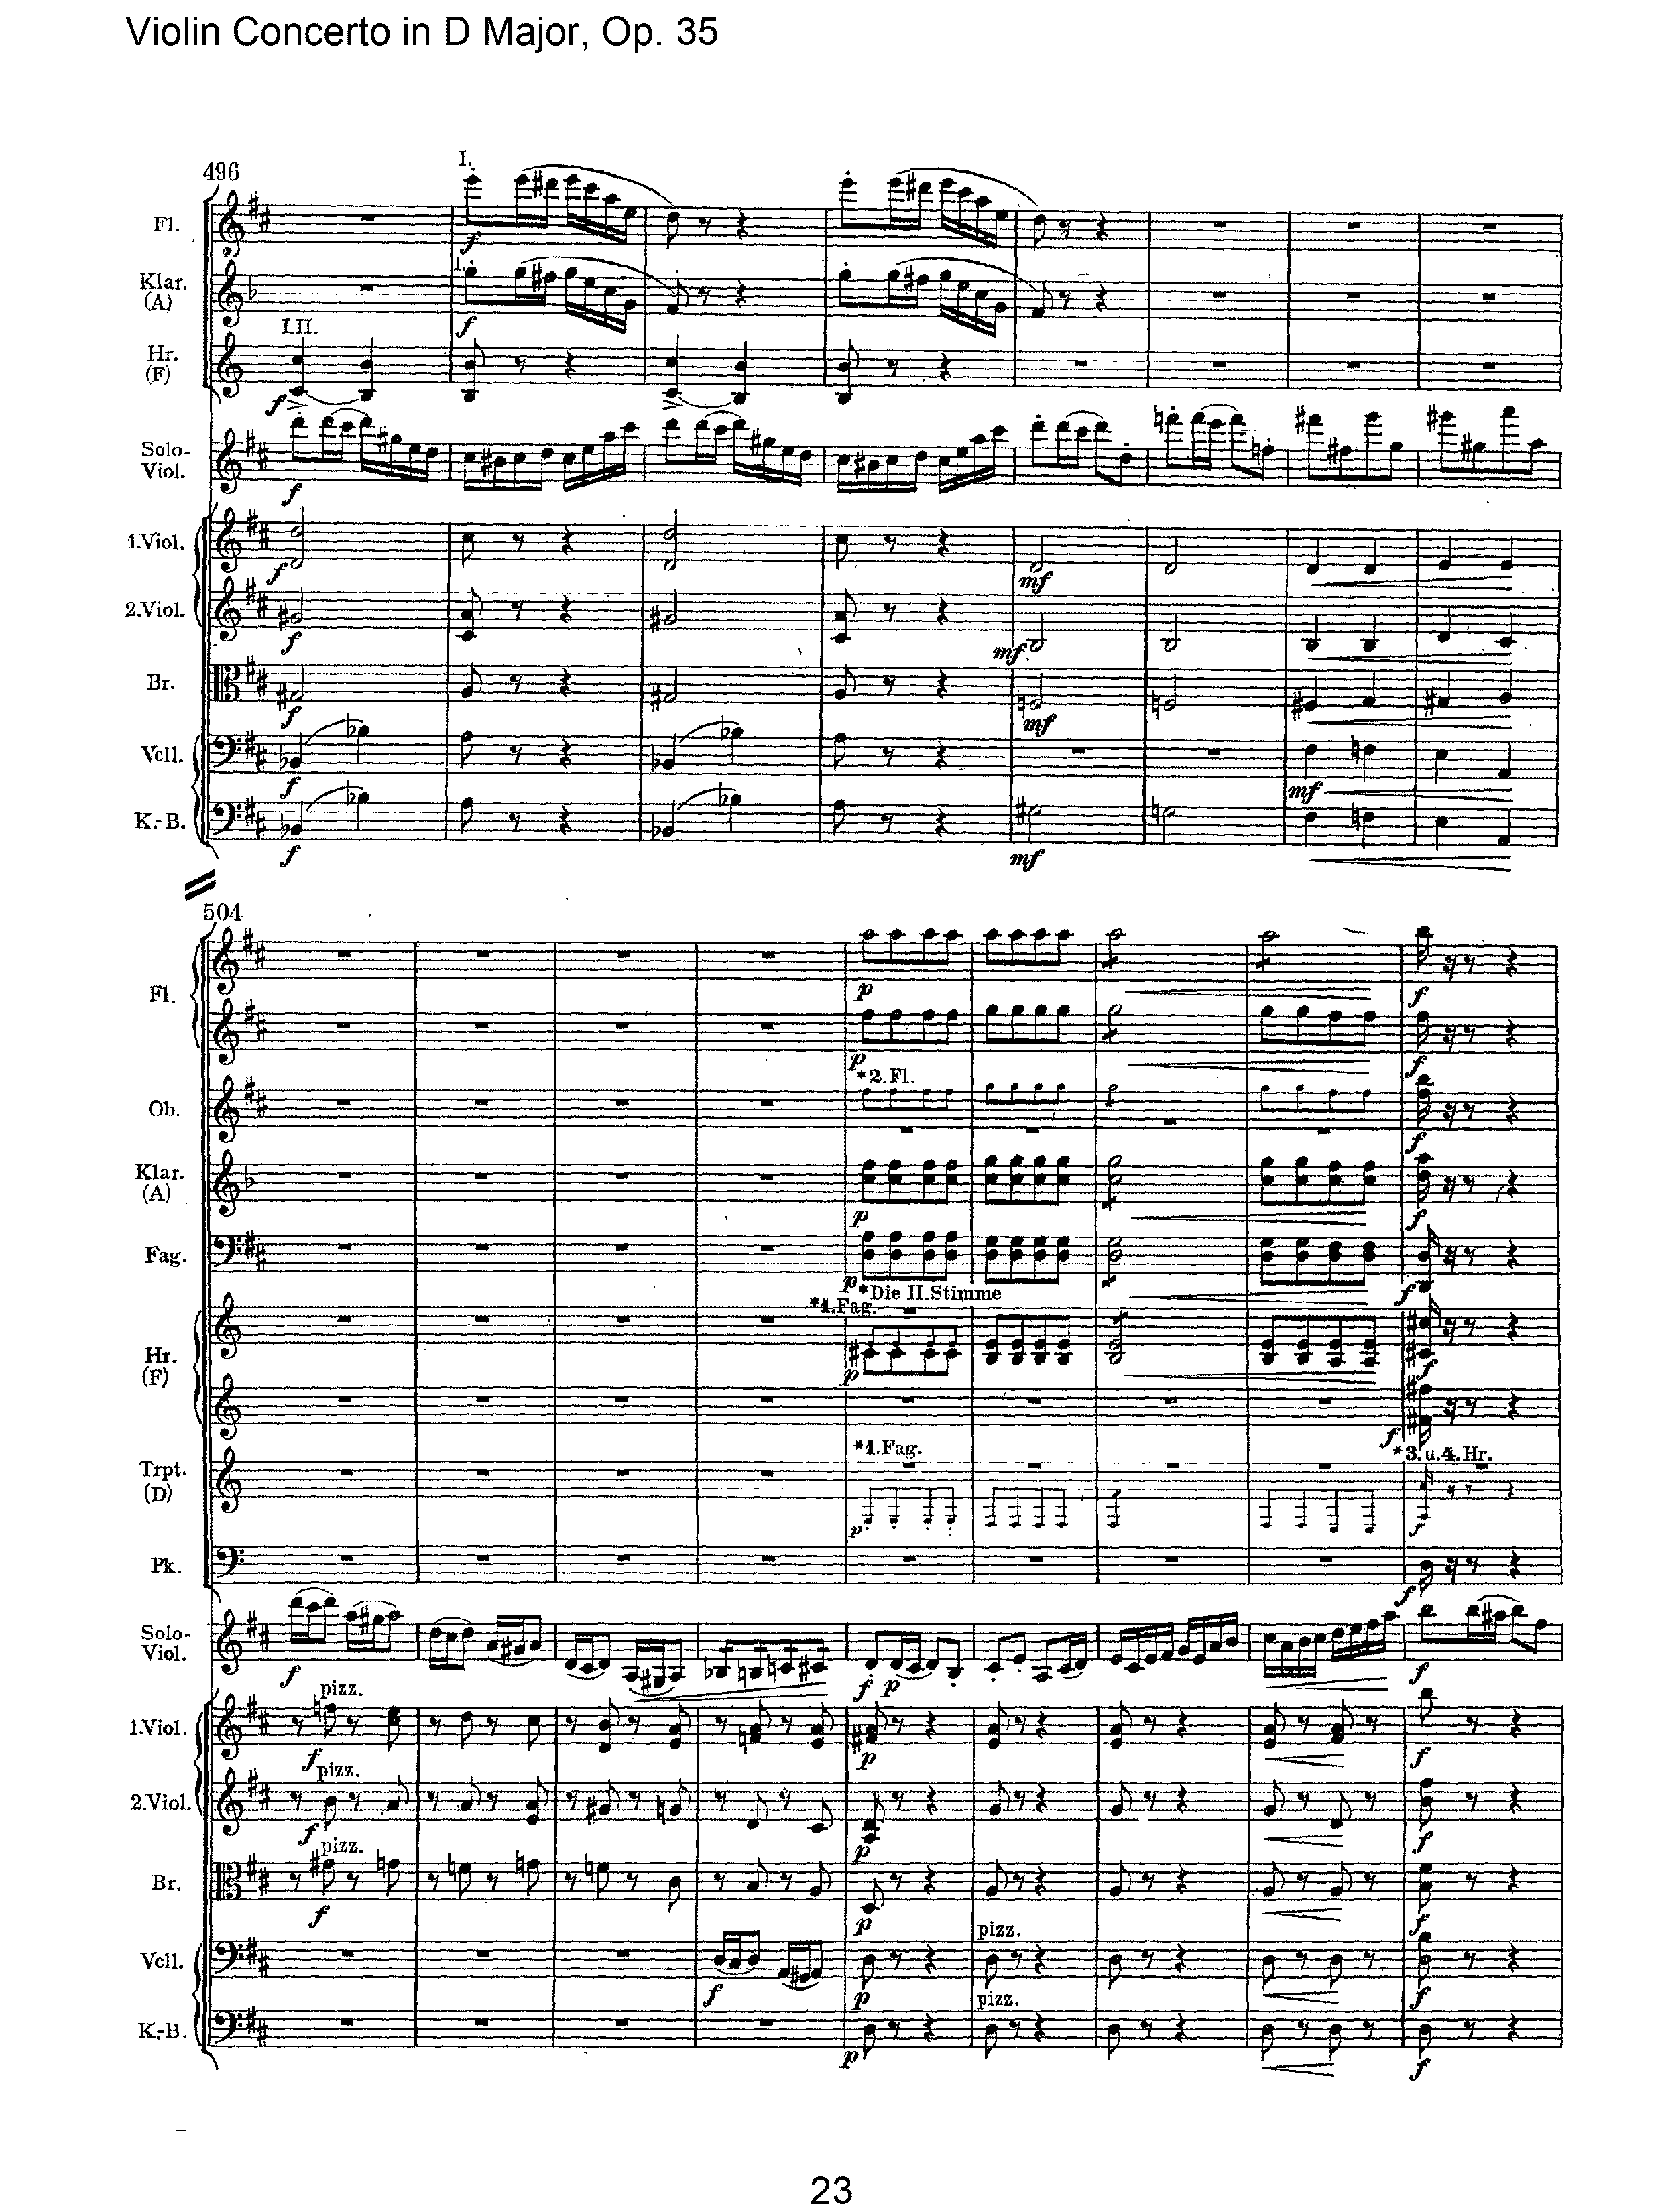 Violin Concerto in D Major, Op. 35
496
I.
Fl.
f
I.
Klar.
(A)
f
I.II.
Hr.
(F)
f
Solo-
Viol.
f
1.Viol.
f
mf
2.Viol.
f
mf
Br.
f
mf
Vcll.
f
mf
K.-B.
f
mf
504
Fl.
p
f
p
f
*2.Fl.
Ob.
f
Klar.
(A)
p
f
Fag.
p
f
*Die II.Stimme
*1.Fag.
Hr.
(F)
p
f
f
*1.Fag.
*3.u.4.Hr.
Trpt.
(D)
p
f
Pk.
f
Solo-
Viol.
f
f p
f
pizz.
1.Viol.
f
p
f
pizz.
2.Viol.
f
p
f
pizz.
Br.
f
p
f
pizz.
Vcll.
f
p
f
pizz.
K.-B.
p
f
23